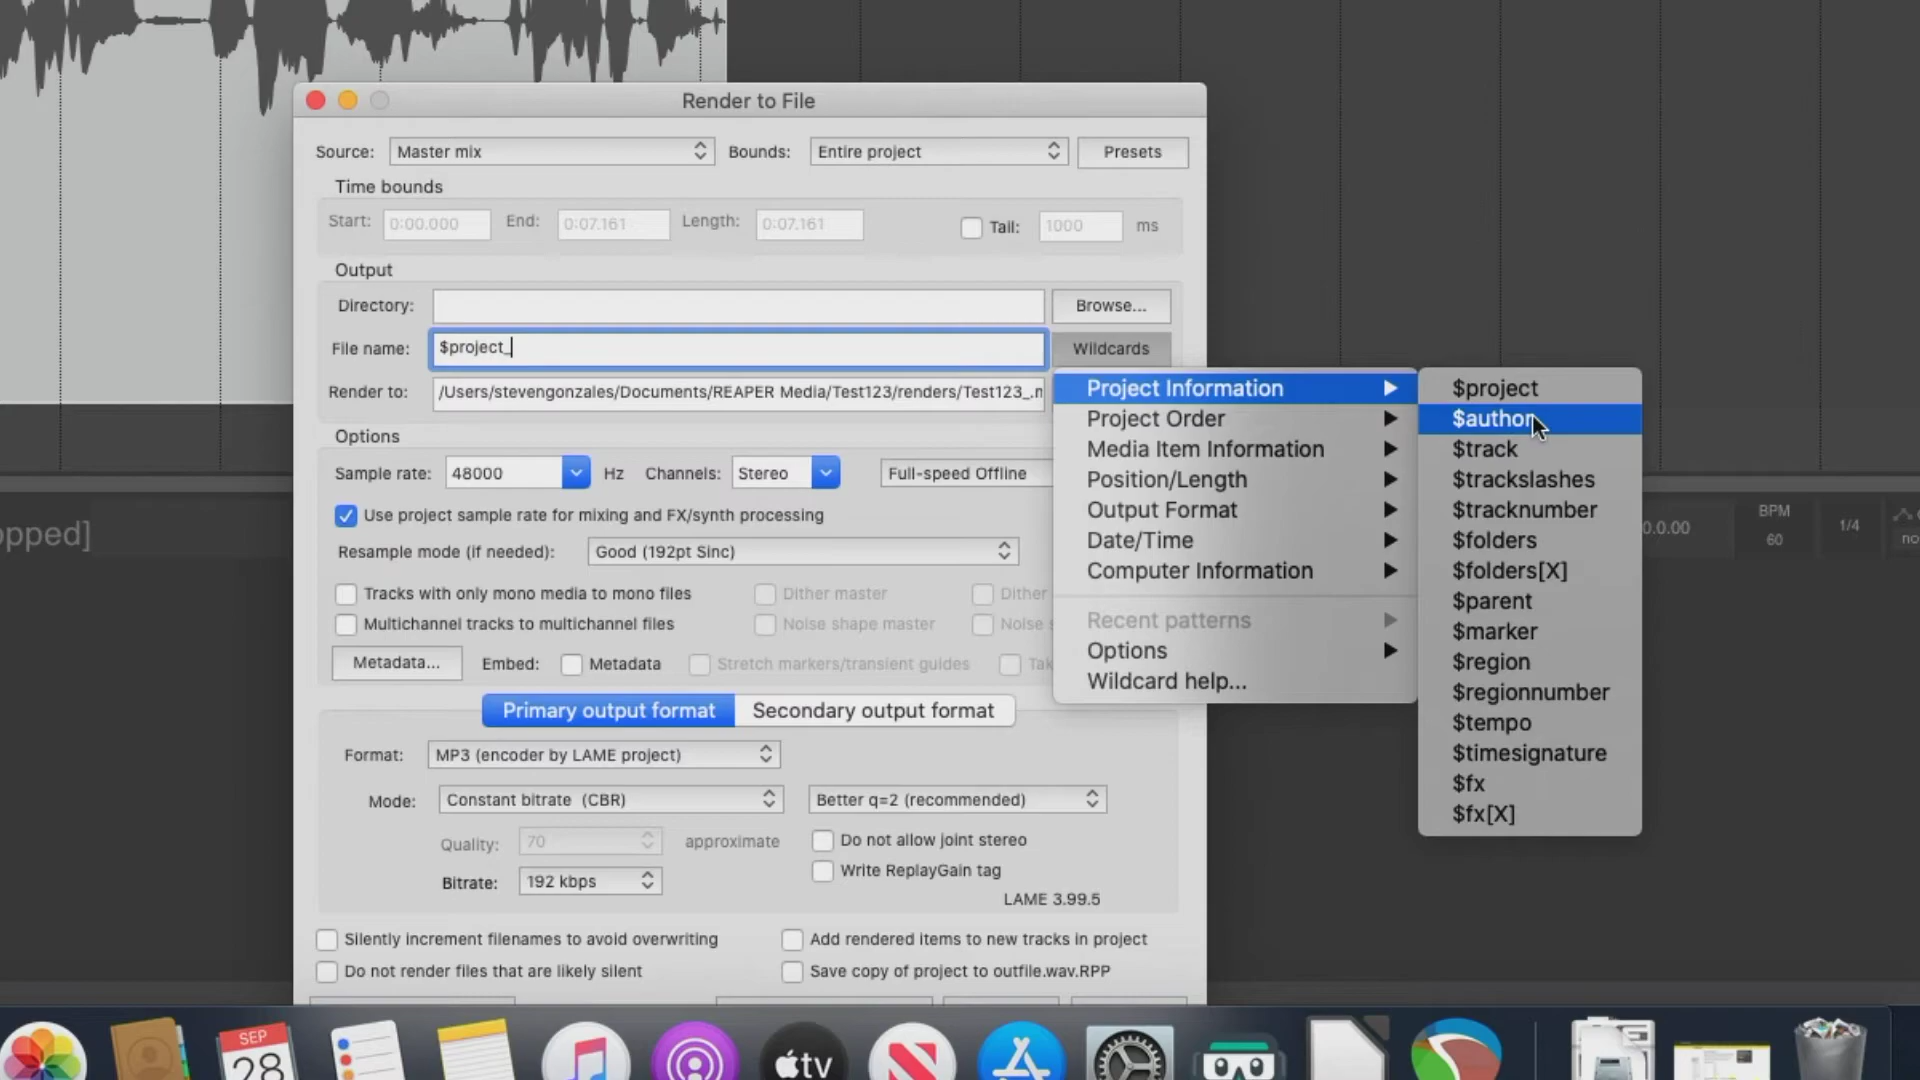 Render to File
Source: Master mix Bounds: Entire project Presets
Time bounds
Start: 0:00.000 End: 0:07.161 Length: 0:07.161 Tail: 1000 ms
Output
Directory: Browse...
File name: $project_ Wildcards
Render to: /Users/stevengonzales/Documents/REAPER Media/Test123/renders/Test123_.m
Options
Sample rate: 48000 Hz Channels: Stereo Full-speed Offline
Use project sample rate for mixing and FX/synth processing
Resample mode (if needed): Good (192pt Sinc)
Tracks with only mono media to mono files Dither master Dither
Multichannel tracks to multichannel files Noise shape master Noise s
Metadata... Embed: Metadata Stretch markers/transient guides Tak
Primary output format Secondary output format
Format: MP3 (encoder by LAME project)
Mode: Constant bitrate (CBR) Better q=2 (recommended)
Quality: 70 approximate Do not allow joint stereo
Write ReplayGain tag
Bitrate: 192 kbps
LAME 3.99.5
Silently increment filenames to avoid overwriting Add rendered items to new tracks in project
Do not render files that are likely silent Save copy of project to outfile.wav.RPP
Project Information
Project Order
Media Item Information
Position/Length
Output Format
Date/Time
Computer Information
Recent patterns
Options
Wildcard help...
$project
$author
$track
$trackslashes
$tracknumber
$folders
$folders[X]
$parent
$marker
$region
$regionnumber
$tempo
$timesignature
$fx
$fx[X]
opped]
0.0.00
BPM
60
1/4
no
SEP
28
tv